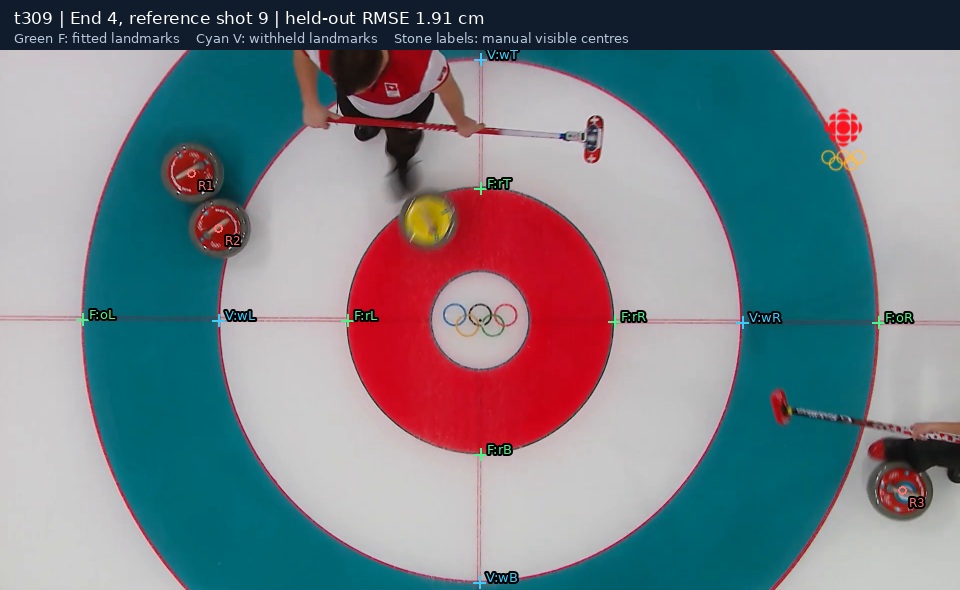 t309 | End 4, reference shot 9 | held-out RMSE 1.91 cm
Green F: fitted landmarks    Cyan V: withheld landmarks    Stone labels: manual visible centres
V:wT
R1
F:rT
R2
F:oL
V:wL
F:rL
F:rR
V:wR
F:oR
F:rB
R3
V:wB